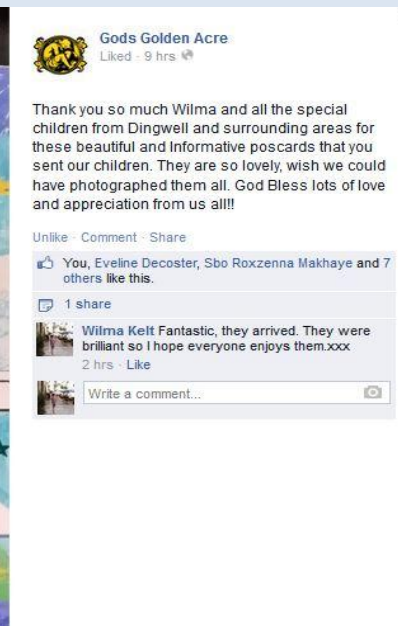 Gods Golden Acre
Liked · 9 hrs
Thank you so much Wilma and all the special
children from Dingwell and surrounding areas for
these beautiful and Informative poscards that you
sent our children. They are so lovely, wish we could
have photographed them all. God Bless lots of love
and appreciation from us all!!
Unlike · Comment · Share
You, Eveline Decoster, Sbo Roxzenna Makhaye and 7
others like this.
1 share
Wilma Kelt Fantastic, they arrived. They were
brilliant so I hope everyone enjoys them.xxx
2 hrs · Like
Write a comment...